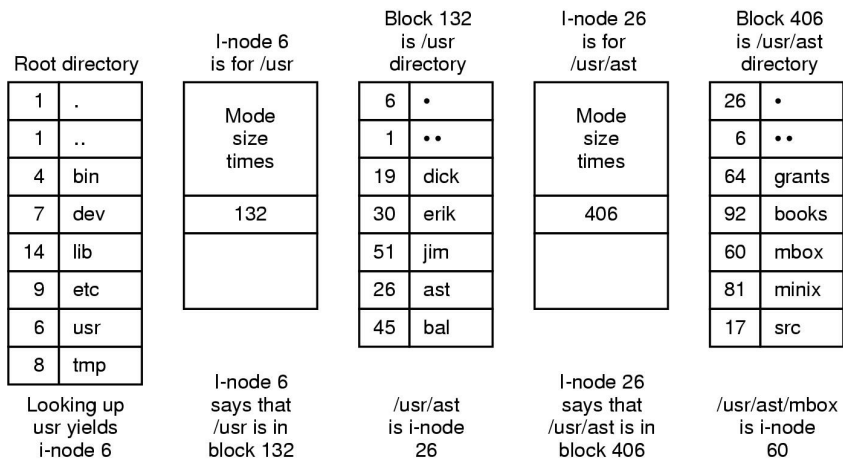 Root directory
1 .
1 ..
4 bin
7 dev
14 lib
9 etc
6 usr
8 tmp
Looking up
usr yields
i-node 6
I-node 6
is for /usr
Mode
size
times
132
I-node 6
says that
/usr is in
block 132
Block 132
is /usr
directory
6 •
1 ••
19 dick
30 erik
51 jim
26 ast
45 bal
/usr/ast
is i-node
26
I-node 26
is for
/usr/ast
Mode
size
times
406
I-node 26
says that
/usr/ast is in
block 406
Block 406
is /usr/ast
directory
26 •
6 ••
64 grants
92 books
60 mbox
81 minix
17 src
/usr/ast/mbox
is i-node
60